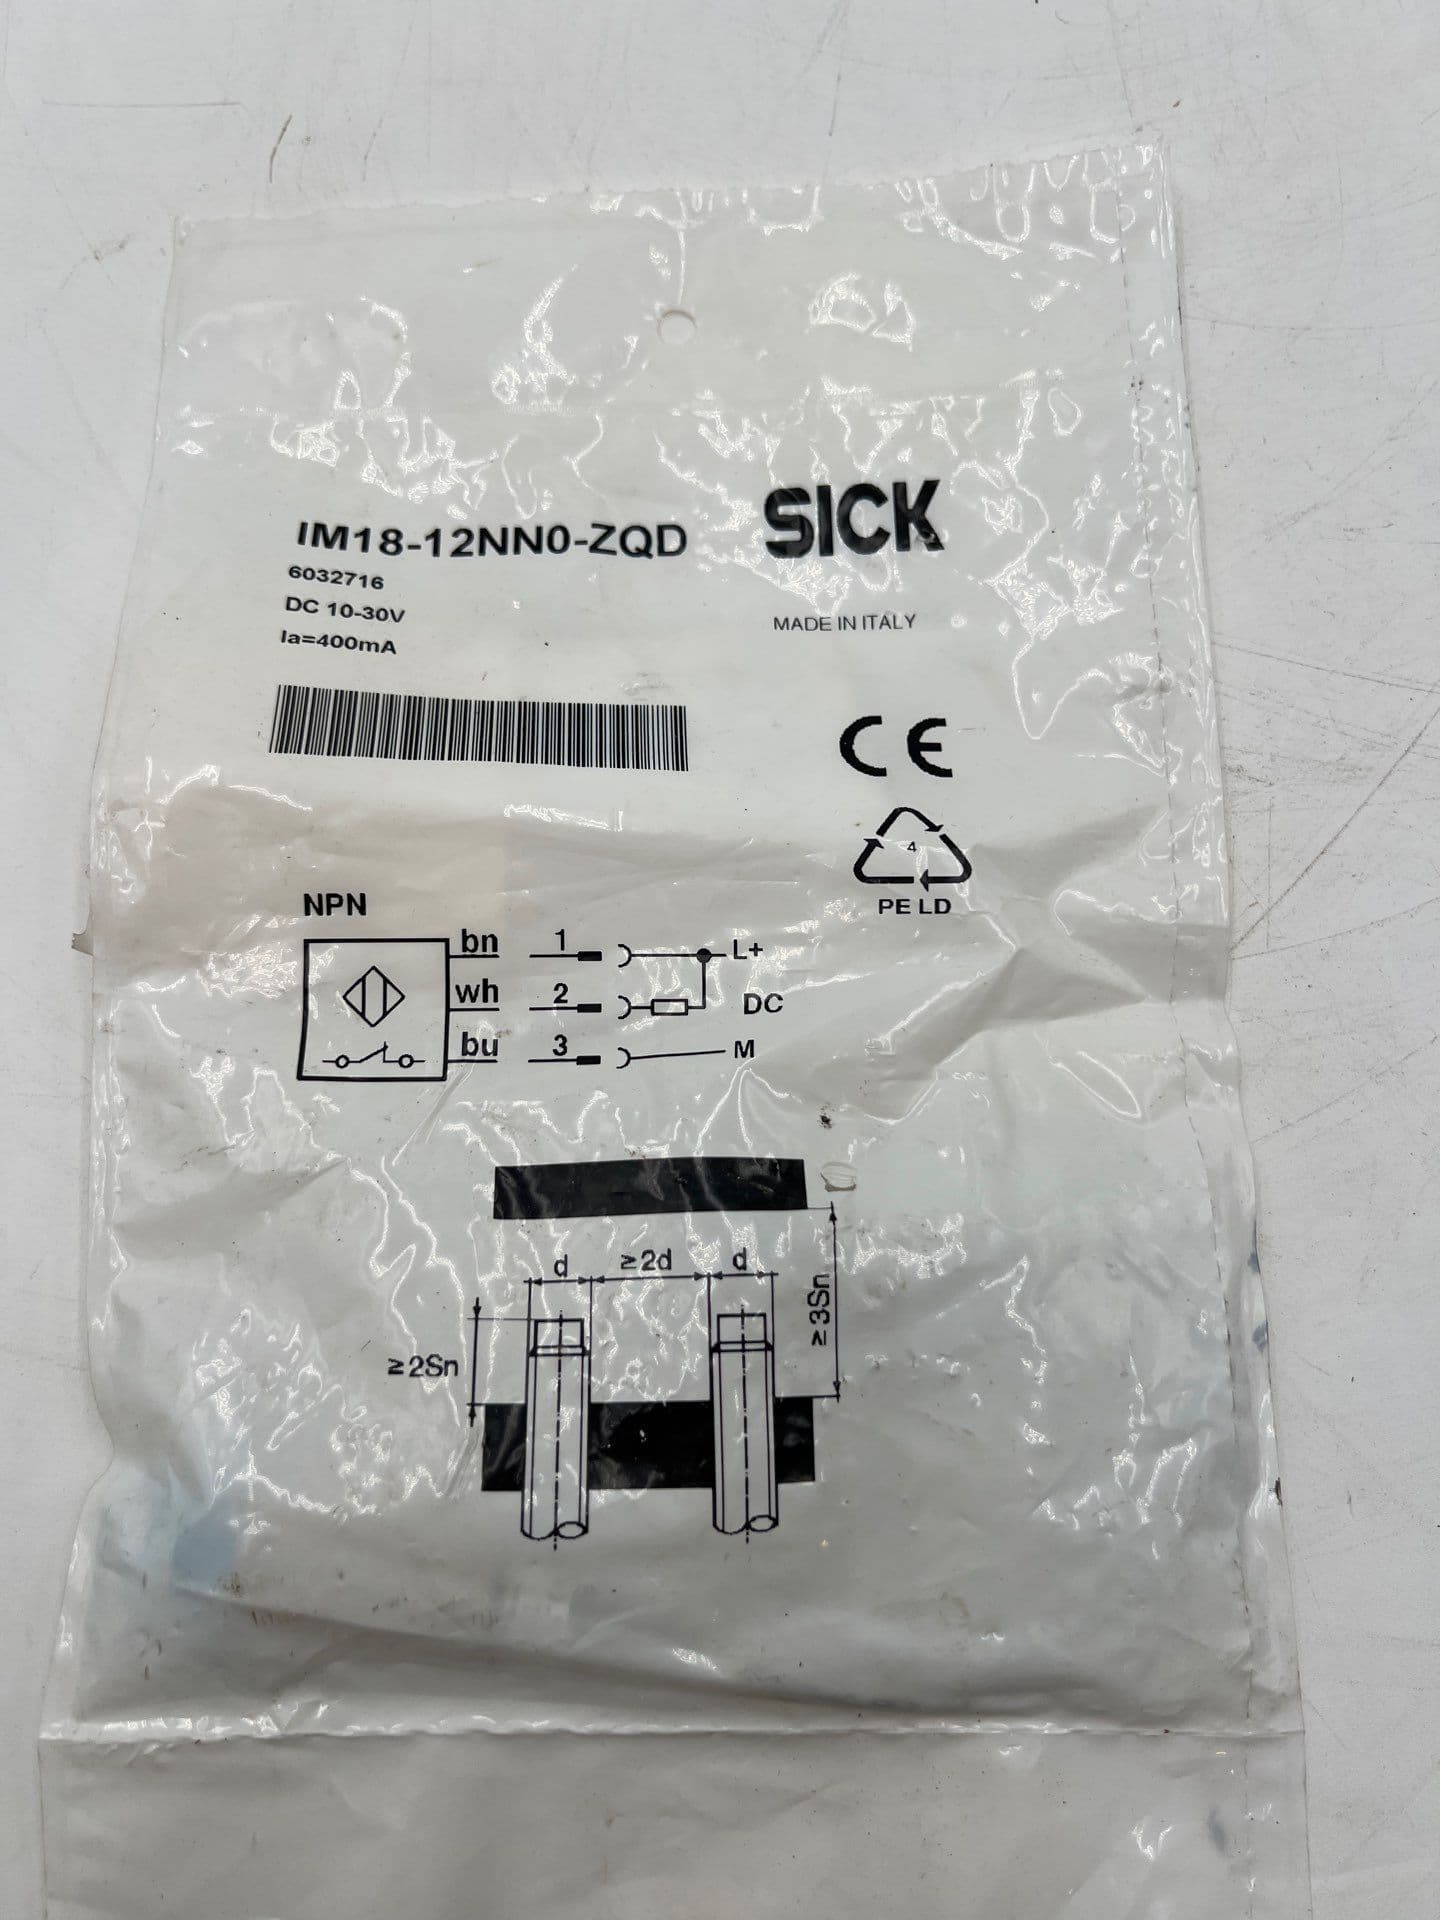 IM18-12NN0-ZQD
SICK
6032716
DC 10-30V
Ia=400mA
MADE IN ITALY
CE
4
PE LD
NPN
bn 1 L+
wh 2 DC
bu 3 M
d ≥2d d
≥3Sn
≥2Sn